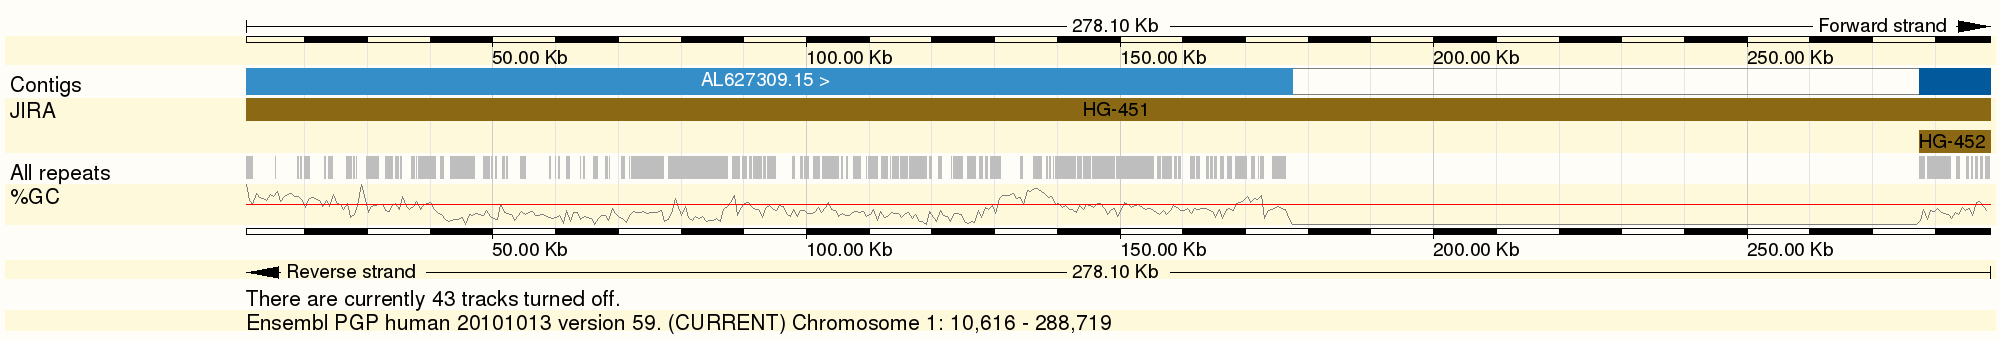 278.10 Kb Forward strand
50.00 Kb 100.00 Kb 150.00 Kb 200.00 Kb 250.00 Kb
Contigs AL627309.15 >
JIRA HG-451
HG-452
All repeats
%GC
50.00 Kb 100.00 Kb 150.00 Kb 200.00 Kb 250.00 Kb
Reverse strand 278.10 Kb
There are currently 43 tracks turned off.
Ensembl PGP human 20101013 version 59. (CURRENT) Chromosome 1: 10,616 - 288,719